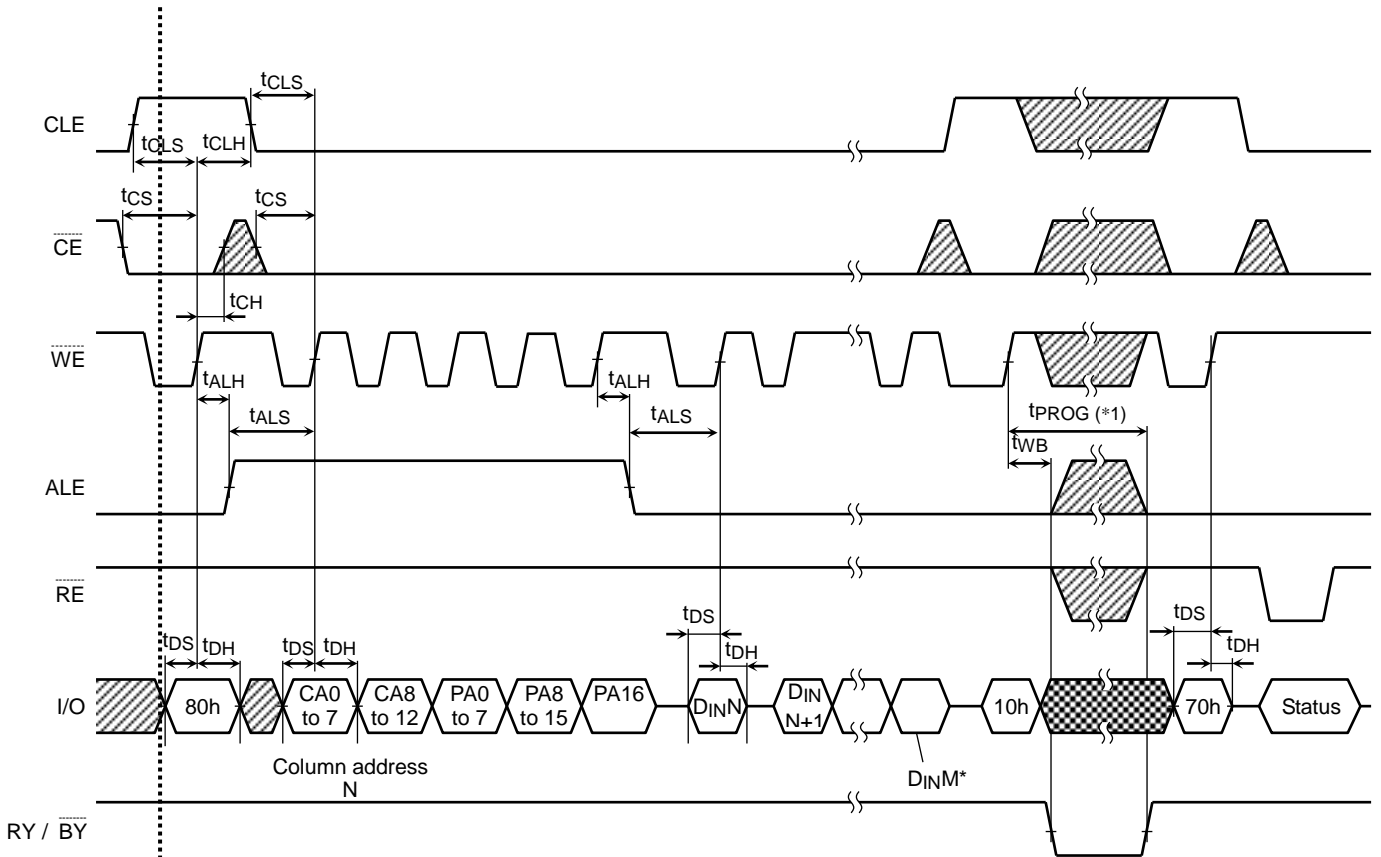 tCLS
CLE
tCLS tCLH
tCS tCS
CE
tCH
WE
tALH tALH
tALS tALS
tPROG (*1)
tWB
ALE
RE
tDS tDH tDS tDH tDS tDH tDS tDH
I/O 80h CA0 to 7 CA8 to 12 PA0 to 7 PA8 to 15 PA16 DINN DIN N+1 10h 70h Status
Column address
N
DINM*
RY / BY